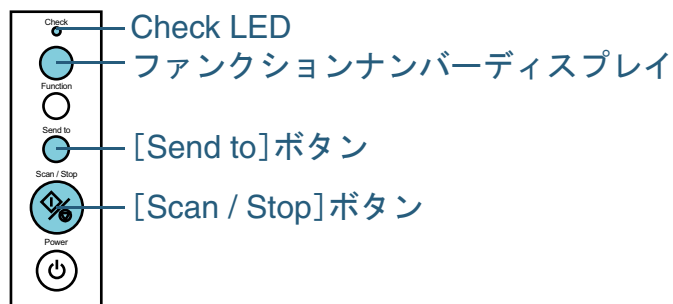 Check
Check LED
ファンクションナンバーディスプレイ
Function
Send to
[Send to]ボタン
Scan / Stop
[Scan / Stop]ボタン
Power